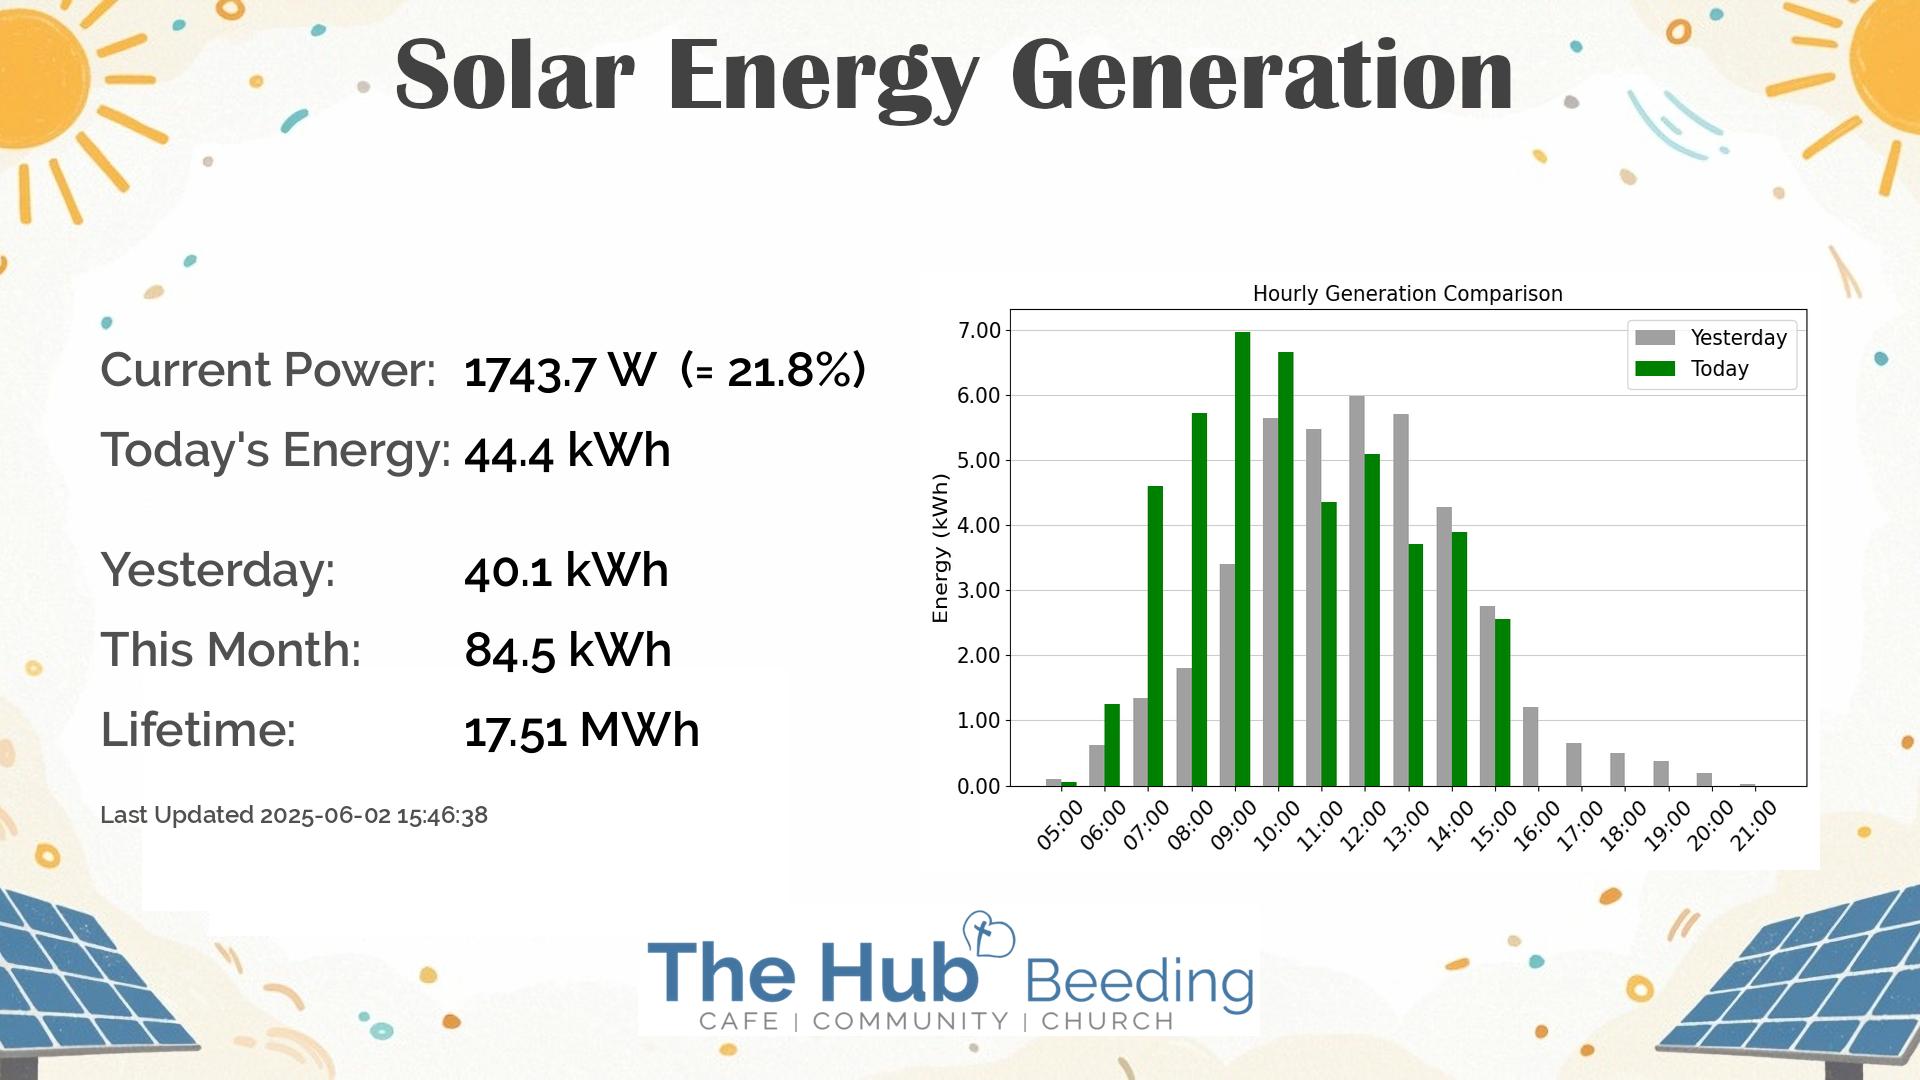 Solar Energy Generation
Current Power: 1743.7 W (= 21.8%)
Today's Energy: 44.4 kWh
Yesterday: 40.1 kWh
This Month: 84.5 kWh
Lifetime: 17.51 MWh
Last Updated 2025-06-02 15:46:38
Hourly Generation Comparison
Yesterday
Today
Energy (kWh)
7.00
6.00
5.00
4.00
3.00
2.00
1.00
0.00
05:00 06:00 07:00 08:00 09:00 10:00 11:00 12:00 13:00 14:00 15:00 16:00 17:00 18:00 19:00 20:00 21:00
The Hub Beeding
CAFE | COMMUNITY | CHURCH